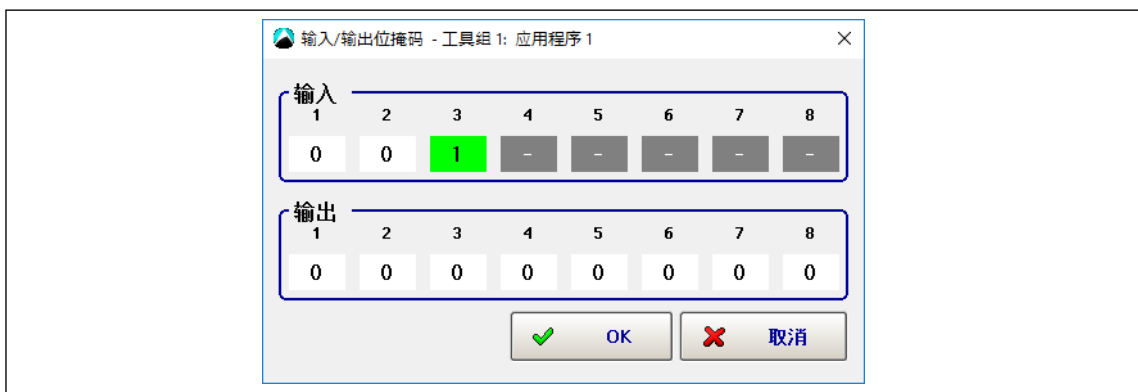 输入/输出位掩码 - 工具组 1: 应用程序 1
输入
1 2 3 4 5 6 7 8
0 0 1 - - - - -
输出
1 2 3 4 5 6 7 8
0 0 0 0 0 0 0 0
OK 取消